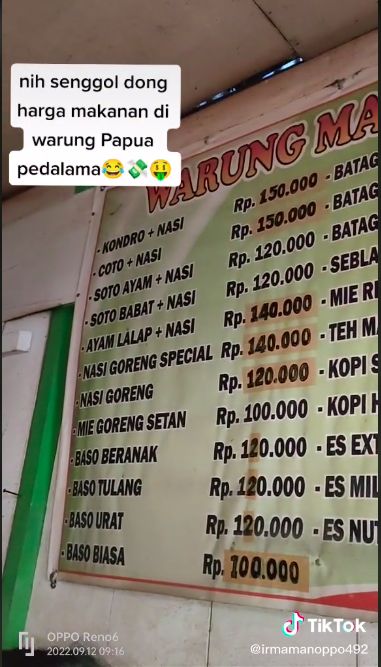 nih senggol dong
harga makanan di
warung Papua
pedalama😂💸🤑
WARUNG MA
- KONDRO + NASI Rp. 150.000 - BATAG
- COTO + NASI Rp. 150.000 - BATAG
- SOTO AYAM + NASI Rp. 120.000 - BATAG
- SOTO BABAT + NASI Rp. 120.000 - SEBLA
- AYAM LALAP + NASI Rp. 140.000 - MIE R
- NASI GORENG SPECIAL Rp. 140.000 - TEH M
- NASI GORENG Rp. 120.000 - KOPI S
- MIE GORENG SETAN Rp. 100.000 - KOPI H
- BASO BERANAK Rp. 120.000 - ES EXT
- BASO TULANG Rp. 120.000 - ES MIL
- BASO URAT Rp. 120.000 - ES NUT
- BASO BIASA Rp. 100.000
OPPO Reno6
2022.09.12 09:16
TikTok
@irmamanoppo492